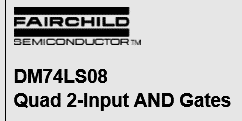 FAIRCHILD
SEMICONDUCTOR™
DM74LS08
Quad 2-Input AND Gates